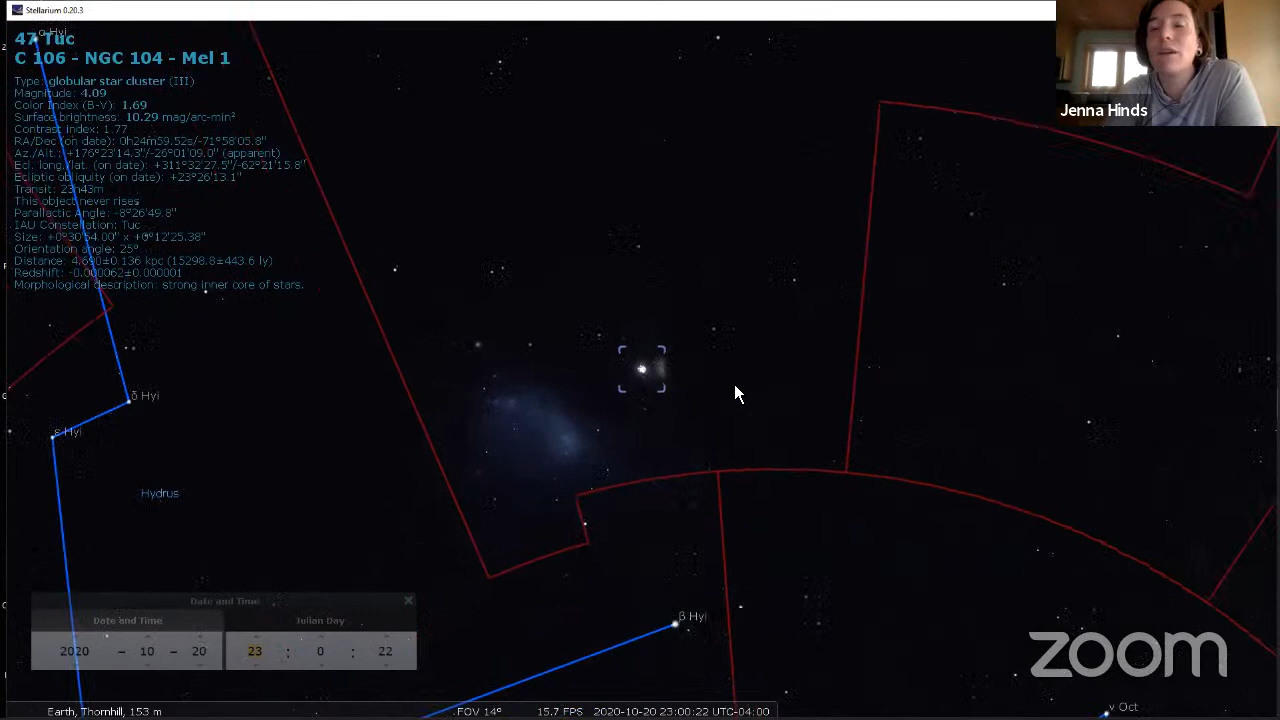 Stellarium 0.20.3
α Hyi
47 Tuc
C 106 - NGC 104 - Mel 1
Type: globular star cluster (III)
Magnitude: 4.09
Color Index (B-V): 1.69
Surface brightness: 10.29 mag/arc-min²
Contrast index: 1.77
RA/Dec (on date): 0h24m59.52s/-71°58'05.8"
Az./Alt.: +176°23'14.3"/-26°01'09.0" (apparent)
Ecl. long./lat. (on date): +311°32'27.5"/-62°21'15.8"
Ecliptic obliquity (on date): +23°26'13.1"
Transit: 23h43m
This object never rises
Parallactic Angle: -8°26'49.8"
IAU Constellation: Tuc
Size: +0°30'54.00" x +0°12'25.38"
Orientation angle: 25°
Distance: 4.690±0.136 kpc (15298.8±443.6 ly)
Redshift: -0.000062±0.000001
Morphological description: strong inner core of stars.
Jenna Hinds
δ Hyi
ε Hyi
Hydrus
β Hyi
ν Oct
Date and Time
Date and Time Julian Day
2020 - 10 - 20 23 : 0 : 22
zoom
Earth, Thornhill, 153 m FOV 14° 15.7 FPS 2020-10-20 23:00:22 UTC-04:00